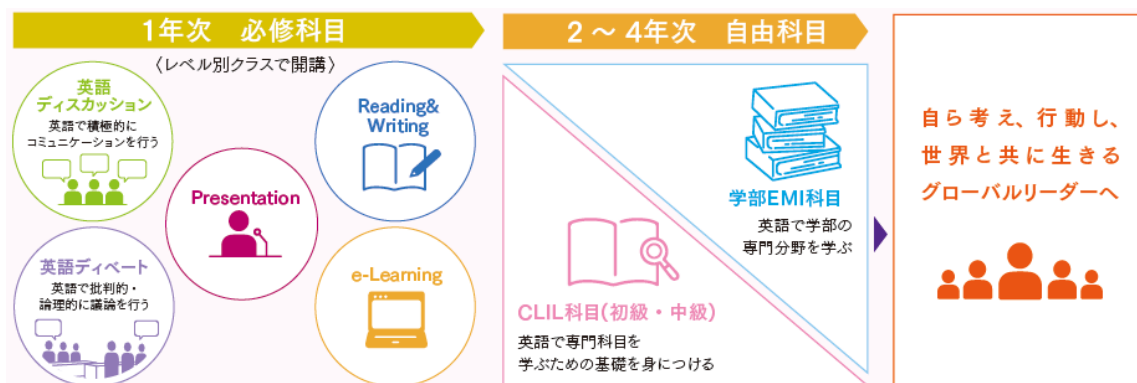 1年次　必修科目
〈レベル別クラスで開講〉
英語
ディスカッション
英語で積極的に
コミュニケーションを行う
Reading&
Writing
Presentation
英語ディベート
英語で批判的・
論理的に議論を行う
e-Learning
2～4年次　自由科目
学部EMI科目
英語で学部の
専門分野を学ぶ
CLIL科目(初級・中級)
英語で専門科目を
学ぶための基礎を身につける
自ら考え、行動し、
世界と共に生きる
グローバルリーダーへ